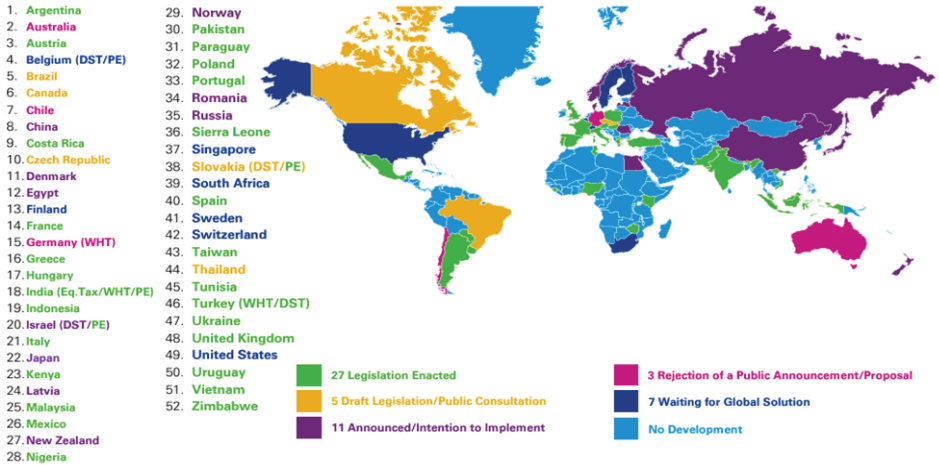 1. Argentina
2. Australia
3. Austria
4. Belgium (DST/PE)
5. Brazil
6. Canada
7. Chile
8. China
9. Costa Rica
10. Czech Republic
11. Denmark
12. Egypt
13. Finland
14. France
15. Germany (WHT)
16. Greece
17. Hungary
18. India (Eq.Tax/WHT/PE)
19. Indonesia
20. Israel (DST/PE)
21. Italy
22. Japan
23. Kenya
24. Latvia
25. Malaysia
26. Mexico
27. New Zealand
28. Nigeria
29. Norway
30. Pakistan
31. Paraguay
32. Poland
33. Portugal
34. Romania
35. Russia
36. Sierra Leone
37. Singapore
38. Slovakia (DST/PE)
39. South Africa
40. Spain
41. Sweden
42. Switzerland
43. Taiwan
44. Thailand
45. Tunisia
46. Turkey (WHT/DST)
47. Ukraine
48. United Kingdom
49. United States
50. Uruguay
51. Vietnam
52. Zimbabwe
27 Legislation Enacted
5 Draft Legislation/Public Consultation
11 Announced/Intention to Implement
3 Rejection of a Public Announcement/Proposal
7 Waiting for Global Solution
No Development